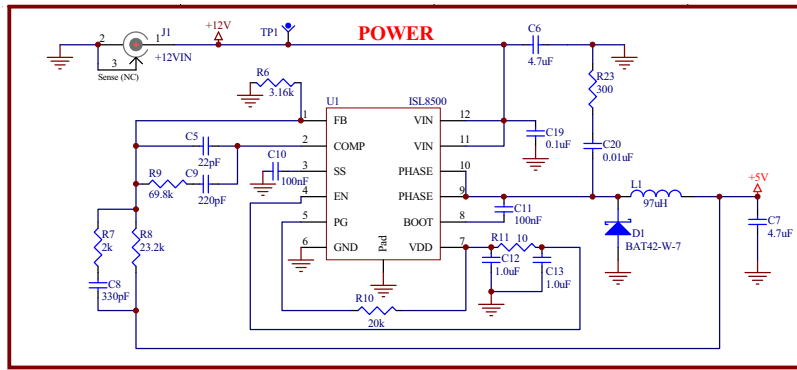 POWER
J1
2
1
3
+12VIN
Sense (NC)
+12V
TP1
C6
4.7uF
R23
300
C20
0.01uF
R6
3.16k
U1
ISL8500
1
FB
VIN
12
2
COMP
VIN
11
3
SS
PHASE
10
4
EN
PHASE
9
5
PG
BOOT
8
6
GND
VDD
7
Pad
C19
0.1uF
C5
22pF
R9
69.8k
C9
220pF
C10
100nF
C11
100nF
L1
97uH
+5V
C7
4.7uF
D1
BAT42-W-7
R7
2k
R8
23.2k
C8
330pF
R11
10
C12
1.0uF
C13
1.0uF
R10
20k